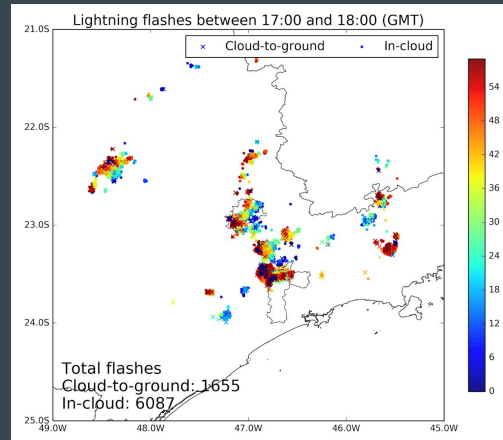 Lightning flashes between 17:00 and 18:00 (GMT)
× Cloud-to-ground • In-cloud
21.0S
22.0S
23.0S
24.0S
25.0S
Total flashes
Cloud-to-ground: 1655
In-cloud: 6087
49.0W 48.0W 47.0W 46.0W 45.0W
54
48
42
36
30
24
18
12
6
0